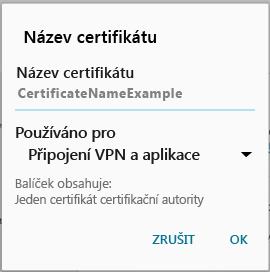 Název certifikátu
Název certifikátu
CertificateNameExample
Používáno pro
Připojení VPN a aplikace
Balíček obsahuje:
Jeden certifikát certifikační autority
ZRUŠIT OK